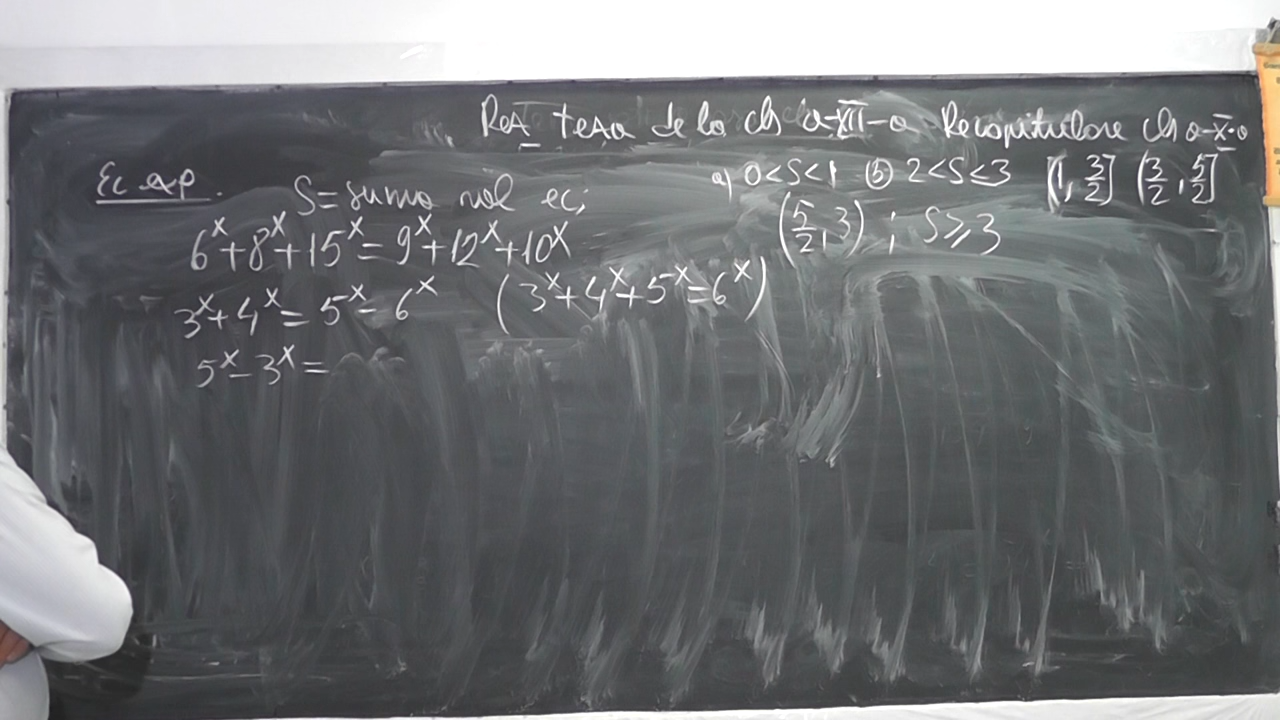 Rez teza de la cls a-XII-a Recapitulare cls a-X-a
Ec exp.
S=suma sol ec;
a) 0<S<1 ⓑ 2<S≤3 [1, 3/2] (3/2, 5/2]
(5/2, 3) ; S⩾3
6^x+8^x+15^x=9^x+12^x+10^x
3^x+4^x=5^x-6^x (3^x+4^x+5^x=6^x)
5^x-3^x=